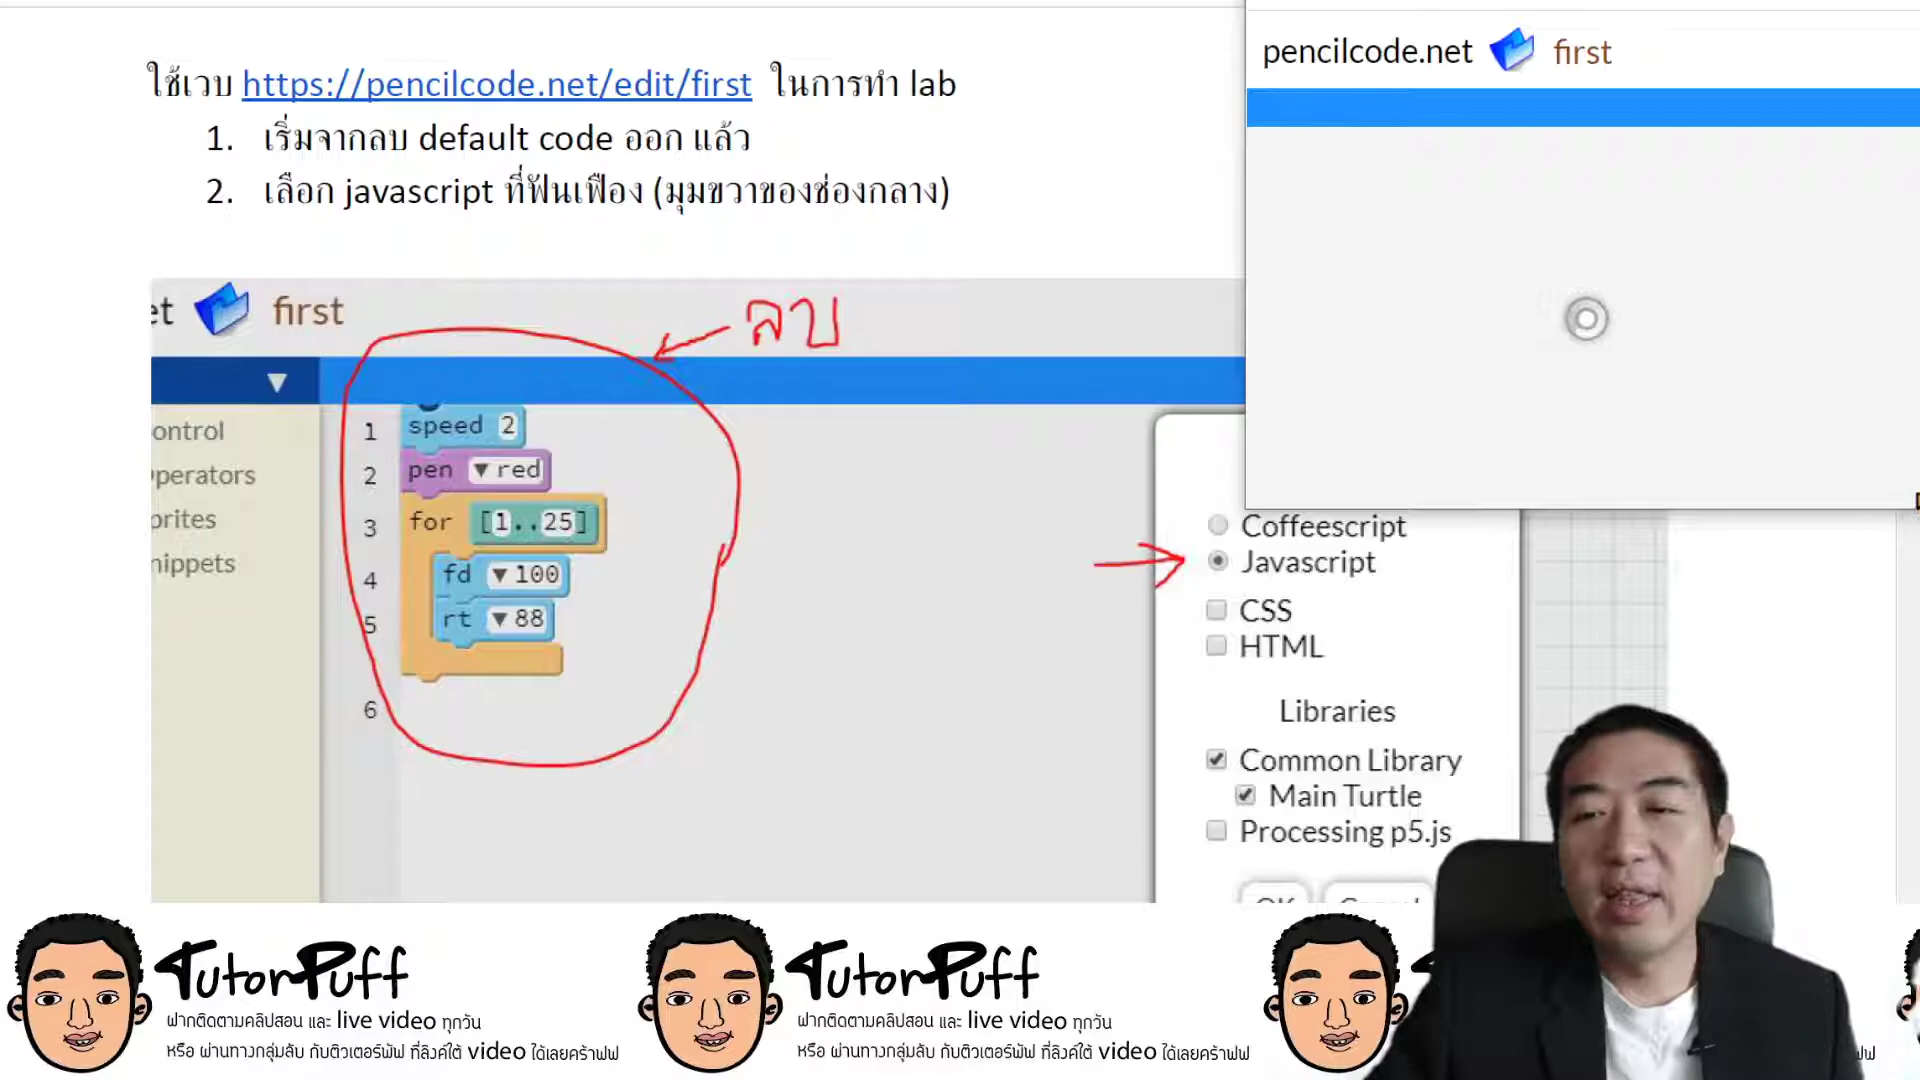 ใช้เวบ https://pencilcode.net/edit/first ในการทำ lab
1. เริ่มจากลบ default code ออก แล้ว
2. เลือก javascript ที่ฟันเฟือง (มุมขวาของช่องกลาง)
pencilcode.net first
et first
ลบ
ontrol
perators
prites
nippets
1 speed 2
2 pen ▼ red
3 for [1..25]
4 fd ▼ 100
5 rt ▼ 88
6
Coffeescript
Javascript
CSS
HTML
Libraries
Common Library
Main Turtle
Processing p5.js
TutorPuff
ฝากติดตามคลิปสอน และ live video ทุกวัน
หรือ ผ่านทางกลุ่มลับ กับติวเตอร์พัฟ ที่ลิงค์ใต้ video ได้เลยคร้าฟฟ
TutorPuff
ฝากติดตามคลิปสอน และ live video ทุกวัน
หรือ ผ่านทางกลุ่มลับ กับติวเตอร์พัฟ ที่ลิงค์ใต้ video ได้เลยคร้าฟฟ